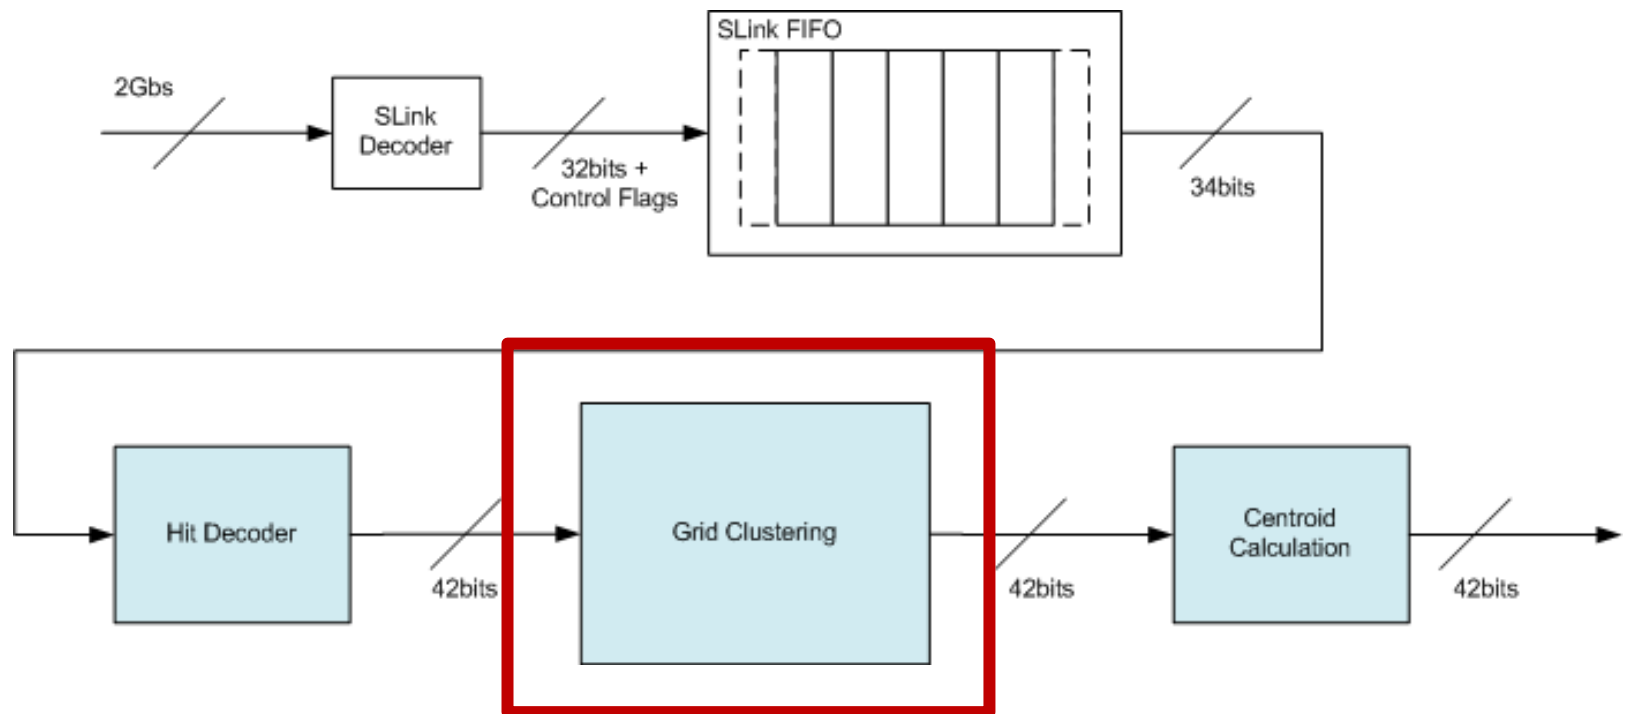 SLink FIFO
2Gbs
SLink
Decoder
32bits +
Control Flags
34bits
Hit Decoder
42bits
Grid Clustering
42bits
Centroid
Calculation
42bits